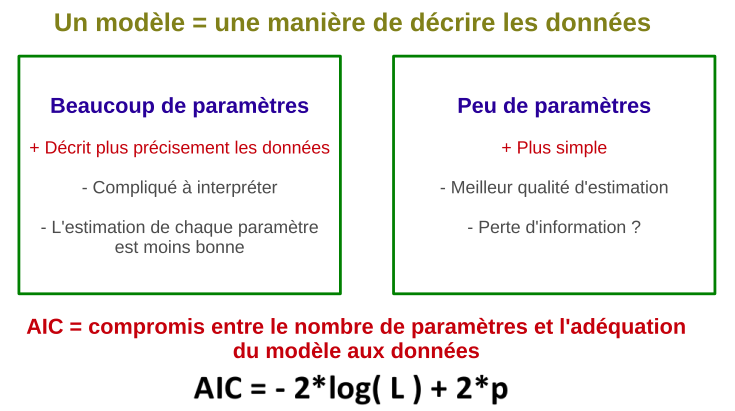 Un modèle = une manière de décrire les données
Beaucoup de paramètres
+ Décrit plus précisement les données
- Compliqué à interpréter
- L'estimation de chaque paramètre
est moins bonne
Peu de paramètres
+ Plus simple
- Meilleur qualité d'estimation
- Perte d'information ?
AIC = compromis entre le nombre de paramètres et l'adéquation
du modèle aux données
AIC = - 2*log( L ) + 2*p